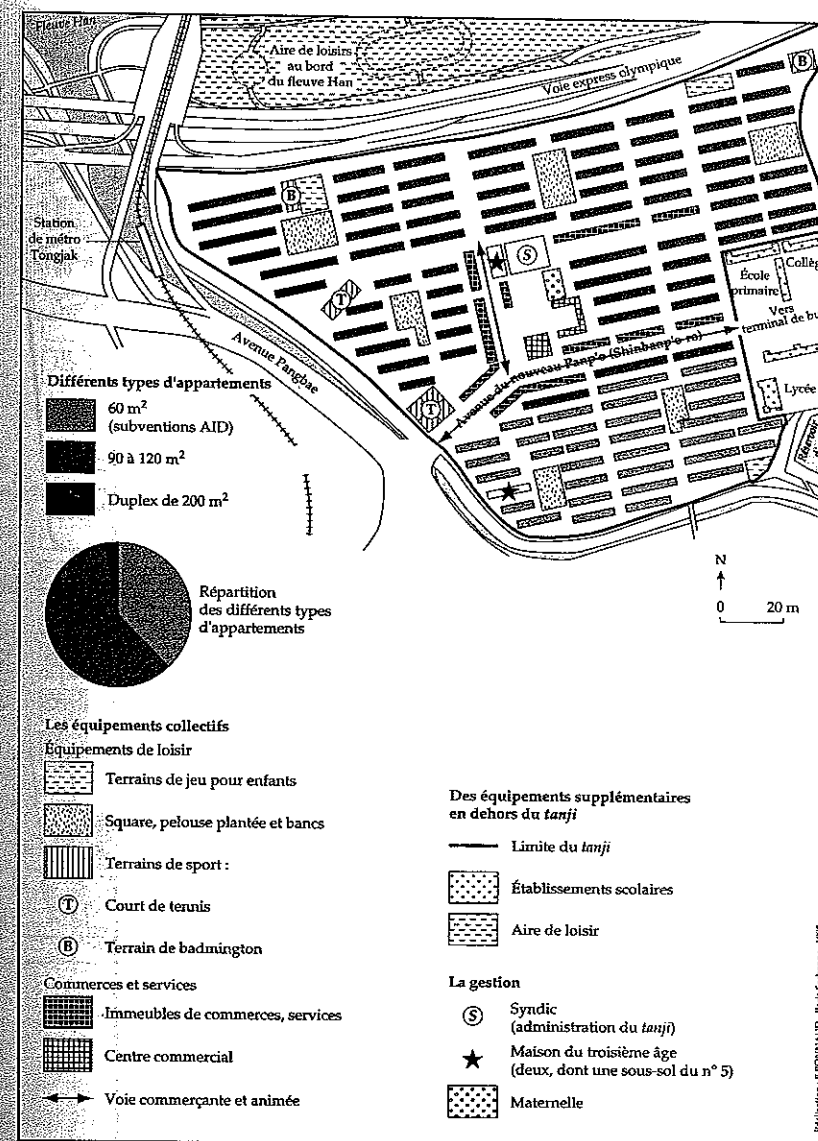 Fleuve Han
Aire de loisirs
au bord
du fleuve Han
Voie express olympique
B
B
Station
de métro
Tongjak
S
École
primaire
Collèg
Vers
terminal de bu
T
Avenue Pangbae
Avenue du nouveau Panp'o (Shinbanp'o-ro)
T
Lycée
Réservoir
Différents types d'appartements
60 m²
(subventions AID)
90 à 120 m²
Duplex de 200 m²
N
0 20 m
Répartition
des différents types
d'appartements
Les équipements collectifs
Équipements de loisir
Terrains de jeu pour enfants
Square, pelouse plantée et bancs
Terrains de sport :
T Court de tennis
B Terrain de badmington
Commerces et services
Immeubles de commerces, services
Centre commercial
Voie commerçante et animée
Des équipements supplémentaires
en dehors du tanji
Limite du tanji
Établissements scolaires
Aire de loisir
La gestion
S Syndic
(administration du tanji)
Maison du troisième âge
(deux, dont une sous-sol du n° 5)
Maternelle